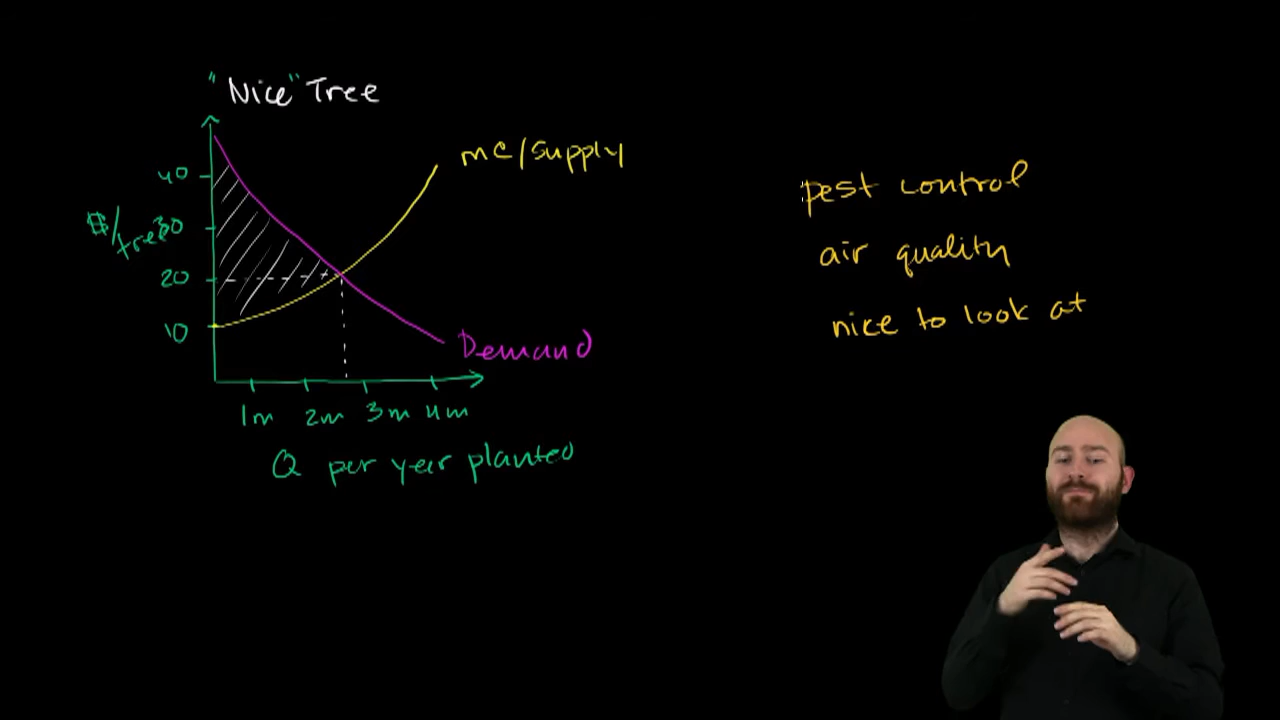 "Nice" Tree
mc/supply
40
$/tree
30
20
10
Demand
1m 2m 3m 4m
Q per year planted
pest control
air quality
nice to look at